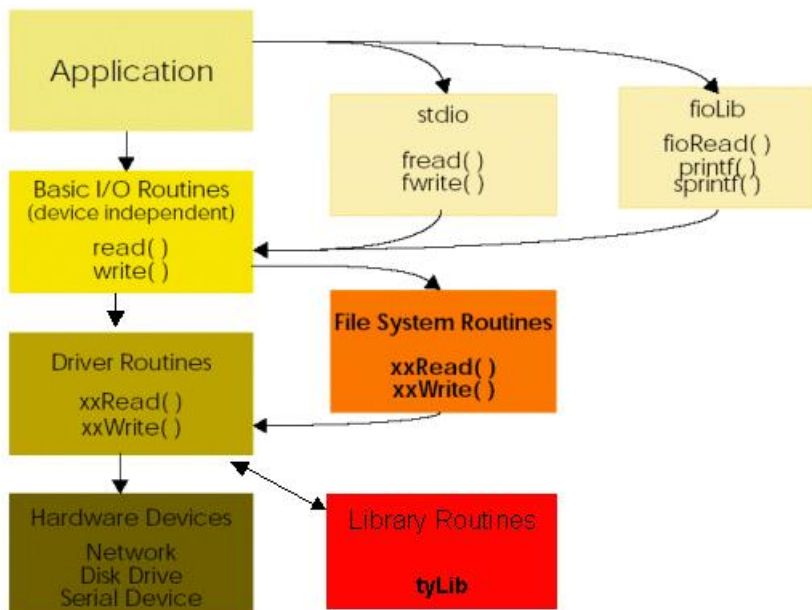 Application
stdio
fread( )
fwrite( )
fioLib
fioRead( )
printf( )
sprintf( )
Basic I/O Routines
(device independent)
read( )
write( )
File System Routines
xxRead( )
xxWrite( )
Driver Routines
xxRead( )
xxWrite( )
Hardware Devices
Network
Disk Drive
Serial Device
Library Routines
tyLib